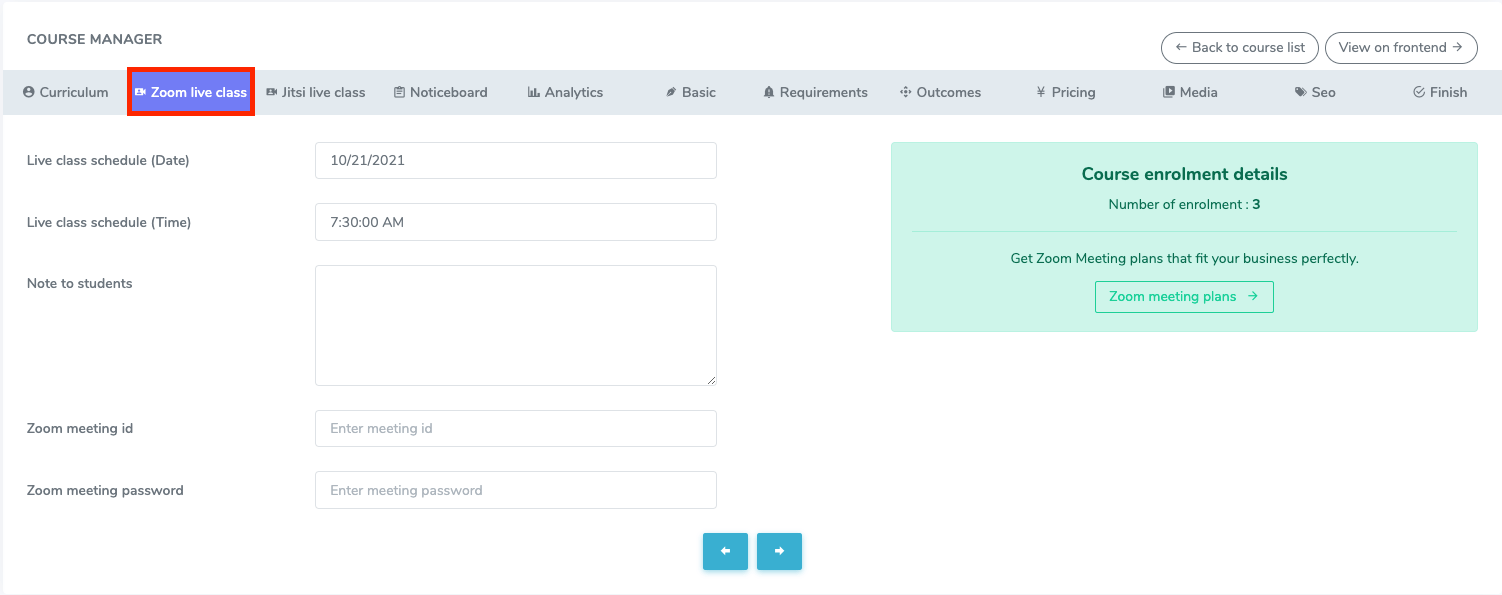 COURSE MANAGER
← Back to course list
View on frontend →
Curriculum
Zoom live class
Jitsi live class
Noticeboard
Analytics
Basic
Requirements
Outcomes
¥ Pricing
Media
Seo
Finish
Live class schedule (Date)
10/21/2021
Live class schedule (Time)
7:30:00 AM
Note to students
Zoom meeting id
Enter meeting id
Zoom meeting password
Enter meeting password
Course enrolment details
Number of enrolment : 3
Get Zoom Meeting plans that fit your business perfectly.
Zoom meeting plans →